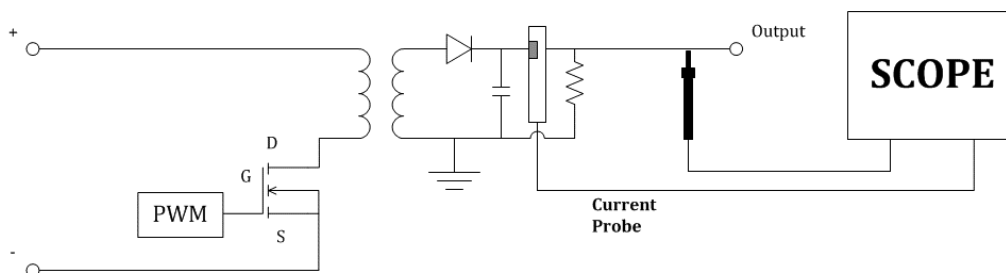 +
Output
SCOPE
D
G
PWM
S
Current
Probe
-